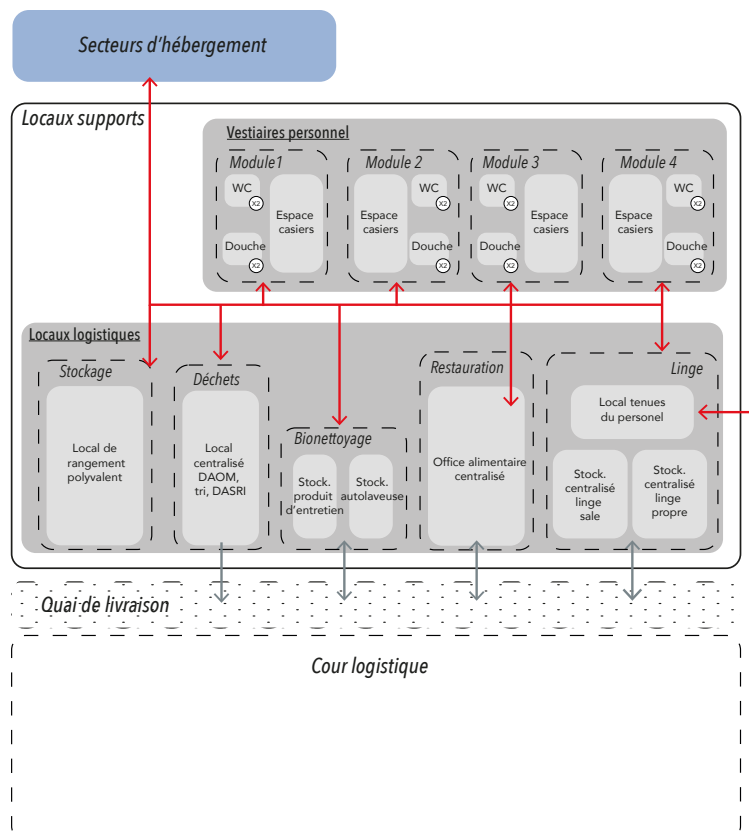 Secteurs d'hébergement
Locaux supports
Vestiaires personnel
Module1
WC
X2
Douche
X2
Espace
casiers
Module 2
Espace
casiers
WC
X2
Douche
X2
Module 3
WC
X2
Douche
X2
Espace
casiers
Module 4
Espace
casiers
WC
X2
Douche
X2
Locaux logistiques
Stockage
Local de
rangement
polyvalent
Déchets
Local
centralisé
DAOM,
tri, DASRI
Bionettoyage
Stock.
produit
d'entretien
Stock.
autolaveuse
Restauration
Office alimentaire
centralisé
Linge
Local tenues
du personel
Stock.
centralisé
linge
sale
Stock.
centralisé
linge
propre
Quai de livraison
Cour logistique